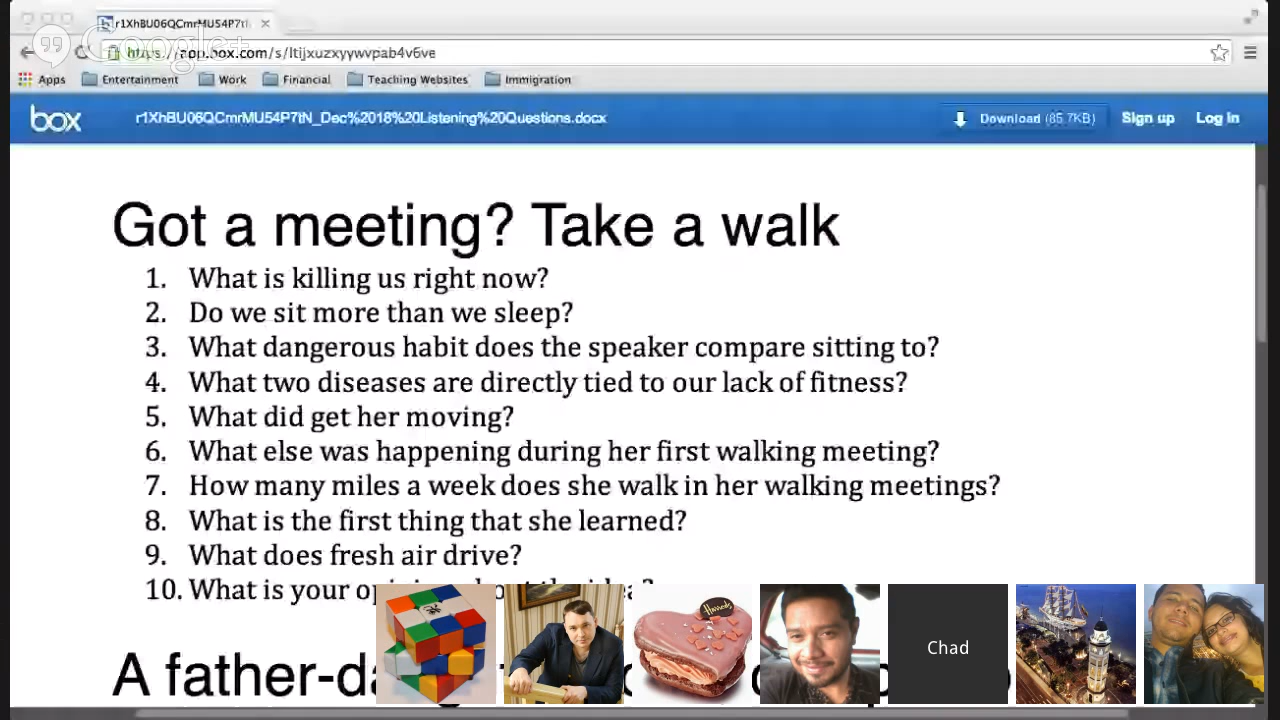 r1XhBU06QCmrMU54P7tN
Google+
https://app.box.com/s/ltijxuzxyywvpab4v6ve
Apps Entertainment Work Financial Teaching Websites Immigration
box r1XhBU06QCmrMU54P7tN_Dec%2018%20Listening%20Questions.docx Download (85.7KB) Sign up Log In
Got a meeting? Take a walk
1. What is killing us right now?
2. Do we sit more than we sleep?
3. What dangerous habit does the speaker compare sitting to?
4. What two diseases are directly tied to our lack of fitness?
5. What did get her moving?
6. What else was happening during her first walking meeting?
7. How many miles a week does she walk in her walking meetings?
8. What is the first thing that she learned?
9. What does fresh air drive?
10. What is your
Harrods
Chad
A father-da